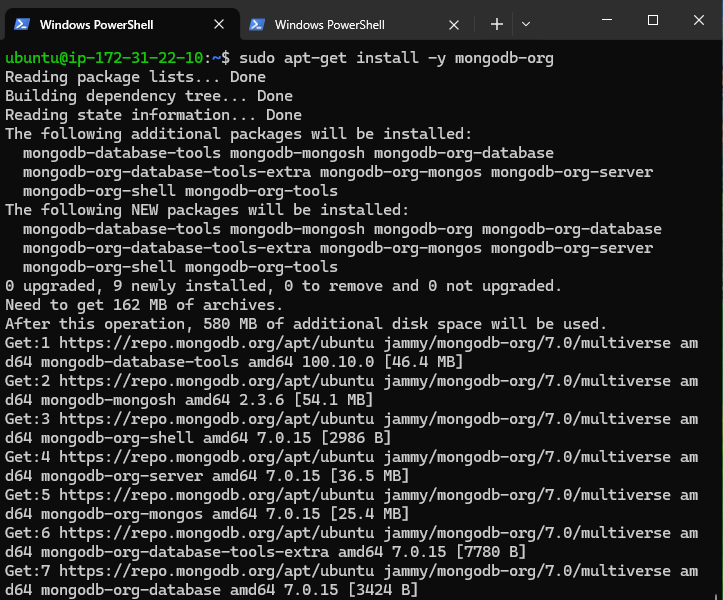 Windows PowerShell
Windows PowerShell
ubuntu@ip-172-31-22-10:~$ sudo apt-get install -y mongodb-org
Reading package lists... Done
Building dependency tree... Done
Reading state information... Done
The following additional packages will be installed:
  mongodb-database-tools mongodb-mongosh mongodb-org-database
  mongodb-org-database-tools-extra mongodb-org-mongos mongodb-org-server
  mongodb-org-shell mongodb-org-tools
The following NEW packages will be installed:
  mongodb-database-tools mongodb-mongosh mongodb-org mongodb-org-database
  mongodb-org-database-tools-extra mongodb-org-mongos mongodb-org-server
  mongodb-org-shell mongodb-org-tools
0 upgraded, 9 newly installed, 0 to remove and 0 not upgraded.
Need to get 162 MB of archives.
After this operation, 580 MB of additional disk space will be used.
Get:1 https://repo.mongodb.org/apt/ubuntu jammy/mongodb-org/7.0/multiverse am
d64 mongodb-database-tools amd64 100.10.0 [46.4 MB]
Get:2 https://repo.mongodb.org/apt/ubuntu jammy/mongodb-org/7.0/multiverse am
d64 mongodb-mongosh amd64 2.3.6 [54.1 MB]
Get:3 https://repo.mongodb.org/apt/ubuntu jammy/mongodb-org/7.0/multiverse am
d64 mongodb-org-shell amd64 7.0.15 [2986 B]
Get:4 https://repo.mongodb.org/apt/ubuntu jammy/mongodb-org/7.0/multiverse am
d64 mongodb-org-server amd64 7.0.15 [36.5 MB]
Get:5 https://repo.mongodb.org/apt/ubuntu jammy/mongodb-org/7.0/multiverse am
d64 mongodb-org-mongos amd64 7.0.15 [25.4 MB]
Get:6 https://repo.mongodb.org/apt/ubuntu jammy/mongodb-org/7.0/multiverse am
d64 mongodb-org-database-tools-extra amd64 7.0.15 [7780 B]
Get:7 https://repo.mongodb.org/apt/ubuntu jammy/mongodb-org/7.0/multiverse am
d64 mongodb-org-database amd64 7.0.15 [3424 B]